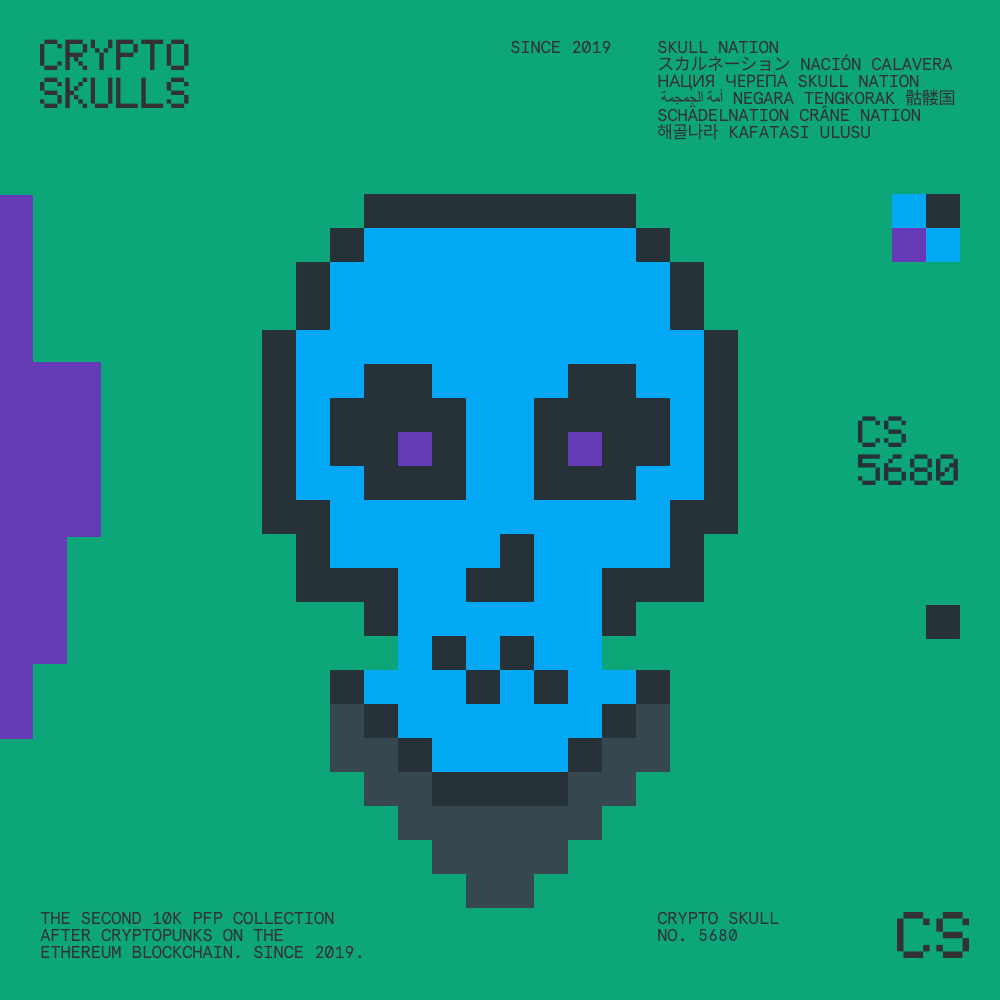 CRYPTO
SKULLS
SINCE 2019
SKULL NATION
スカルネーション NACIÓN CALAVERA
НАЦИЯ ЧЕРЕПА SKULL NATION
أمة الجمجمة NEGARA TENGKORAK 骷髅国
SCHÄDELNATION CRÂNE NATION
해골나라 KAFATASI ULUSU
CS
5680
THE SECOND 10K PFP COLLECTION
AFTER CRYPTOPUNKS ON THE
ETHEREUM BLOCKCHAIN. SINCE 2019.
CRYPTO SKULL
NO. 5680
CS